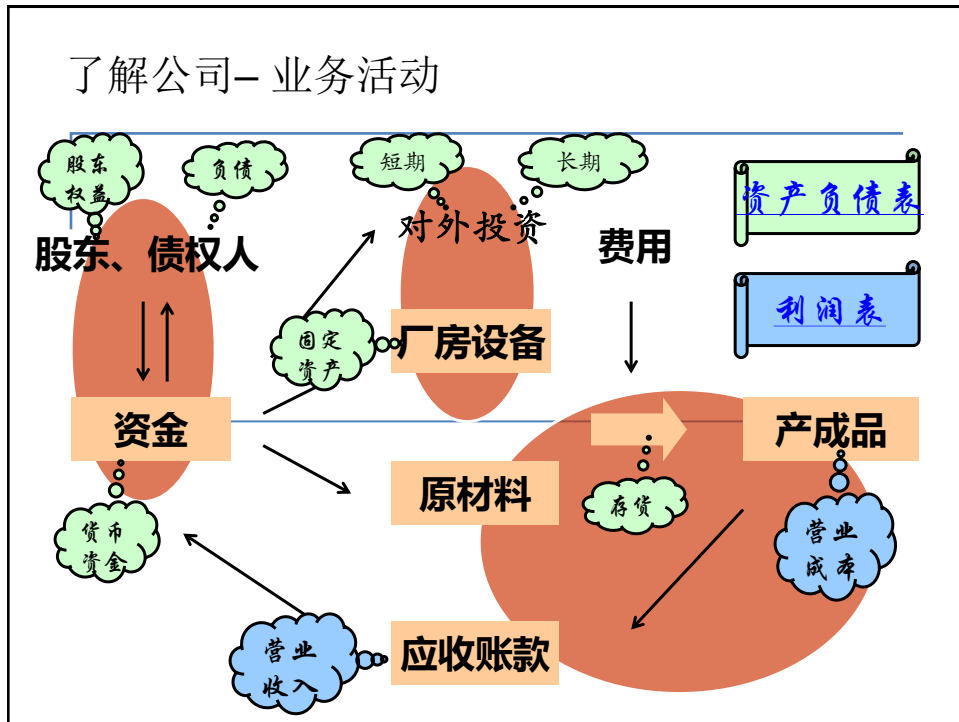 了解公司– 业务活动
股东
权益
负债
短期
长期
资产负债表
股东、债权人
对外投资
费用
利润表
固定
资产
厂房设备
资金
产成品
原材料
存货
货币
资金
营业
成本
营业
收入
应收账款